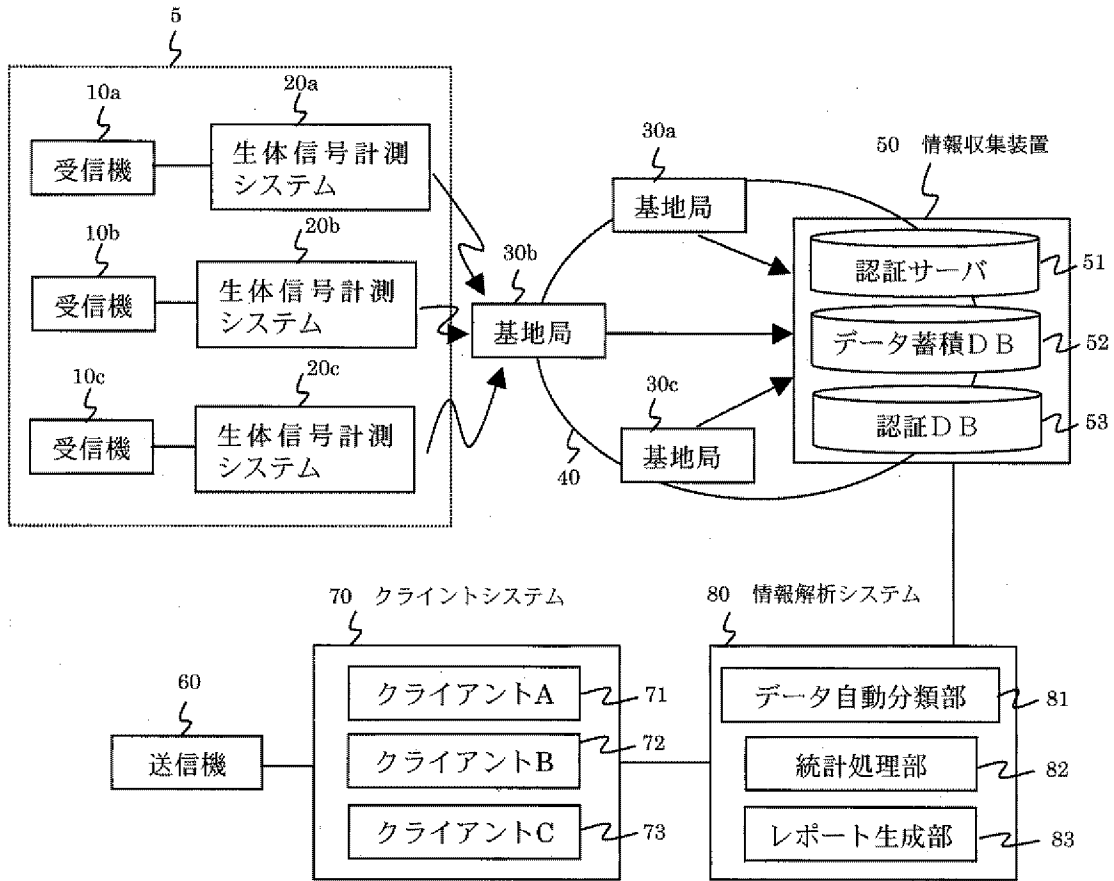 5
10a
受信機
20a
生体信号計測
システム
10b
受信機
20b
生体信号計測
システム
10c
受信機
20c
生体信号計測
システム
30a
基地局
30b
基地局
30c
基地局
40
50 情報収集装置
認証サーバ
51
データ蓄積ＤＢ
52
認証ＤＢ
53
60
送信機
70 クライントシステム
クライアントA
71
クライアントB
72
クライアントC
73
80 情報解析システム
データ自動分類部
81
統計処理部
82
レポート生成部
83